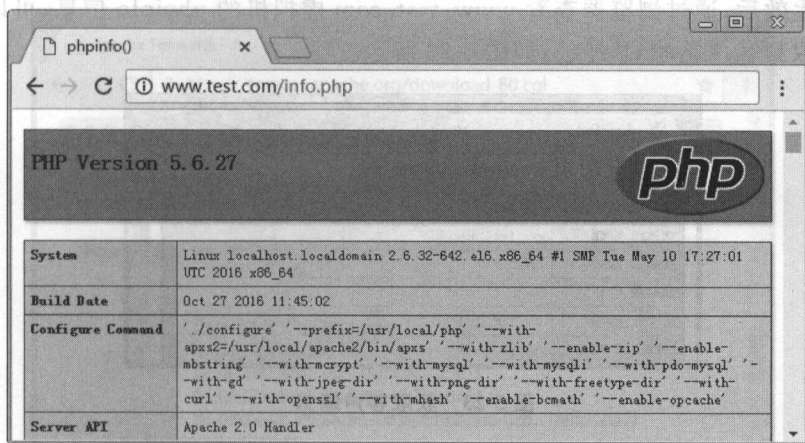 phpinfo()
www.test.com/info.php
PHP Version 5.6.27
php
System
Linux localhost.localdomain 2.6.32-642.el6.x86_64 #1 SMP Tue May 10 17:27:01
UTC 2016 x86_64
Build Date
Oct 27 2016 11:45:02
Configure Command
'./configure' '--prefix=/usr/local/php' '--with-
apxs2=/usr/local/apache2/bin/apxs' '--with-zlib' '--enable-zip' '--enable-
mbstring' '--with-mcrypt' '--with-mysql' '--with-mysqli' '--with-pdo-mysql' '-
-with-gd' '--with-jpeg-dir' '--with-png-dir' '--with-freetype-dir' '--with-
curl' '--with-openssl' '--with-mhash' '--enable-bcmath' '--enable-opcache'
Server API
Apache 2.0 Handler